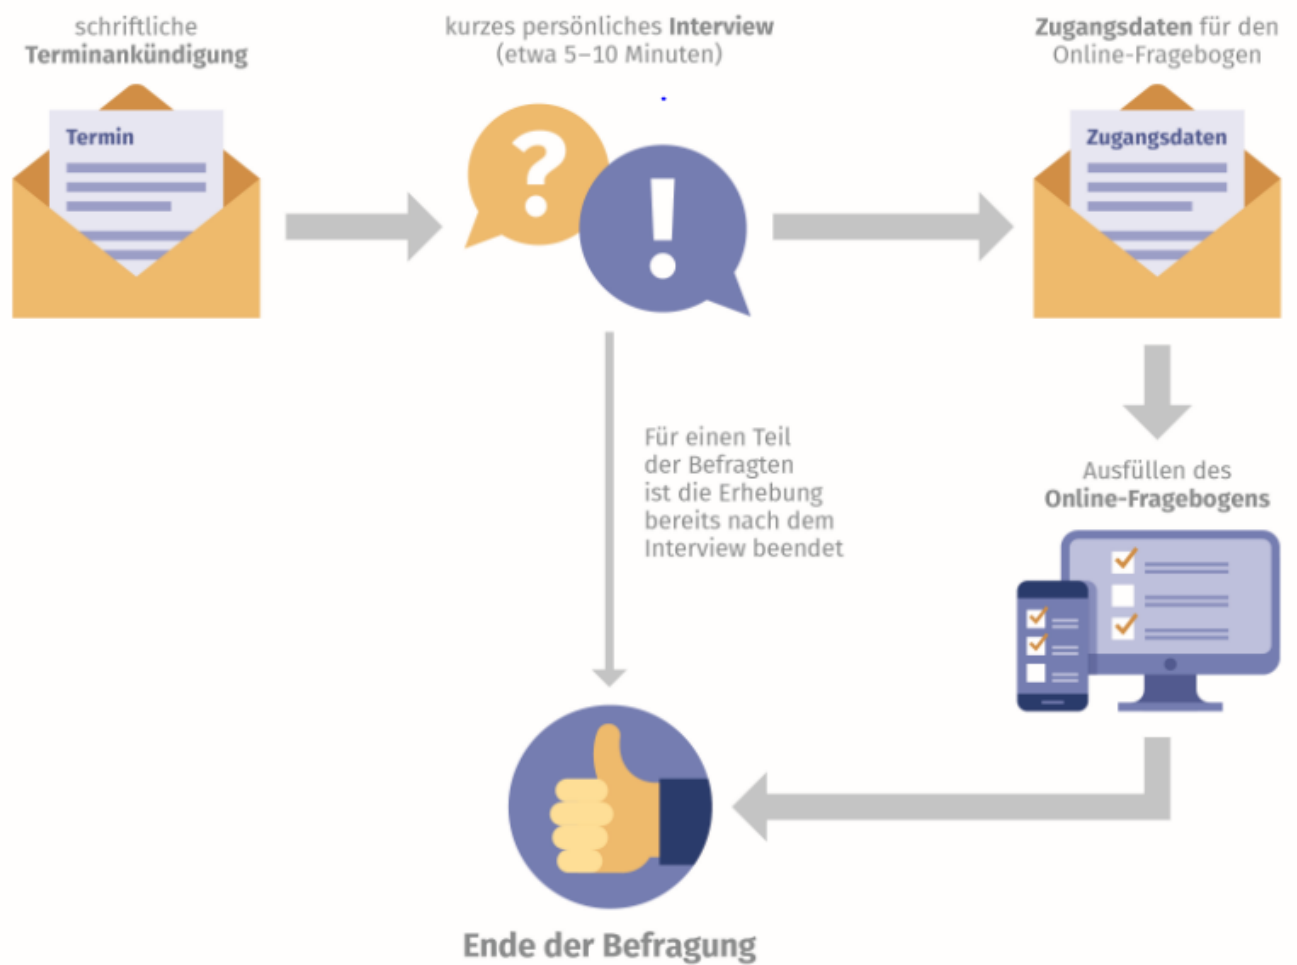 schriftliche
Terminankündigung
Termin
kurzes persönliches Interview
(etwa 5–10 Minuten)
?
!
Zugangsdaten für den
Online-Fragebogen
Zugangsdaten
Für einen Teil
der Befragten
ist die Erhebung
bereits nach dem
Interview beendet
Ausfüllen des
Online-Fragebogens
Ende der Befragung